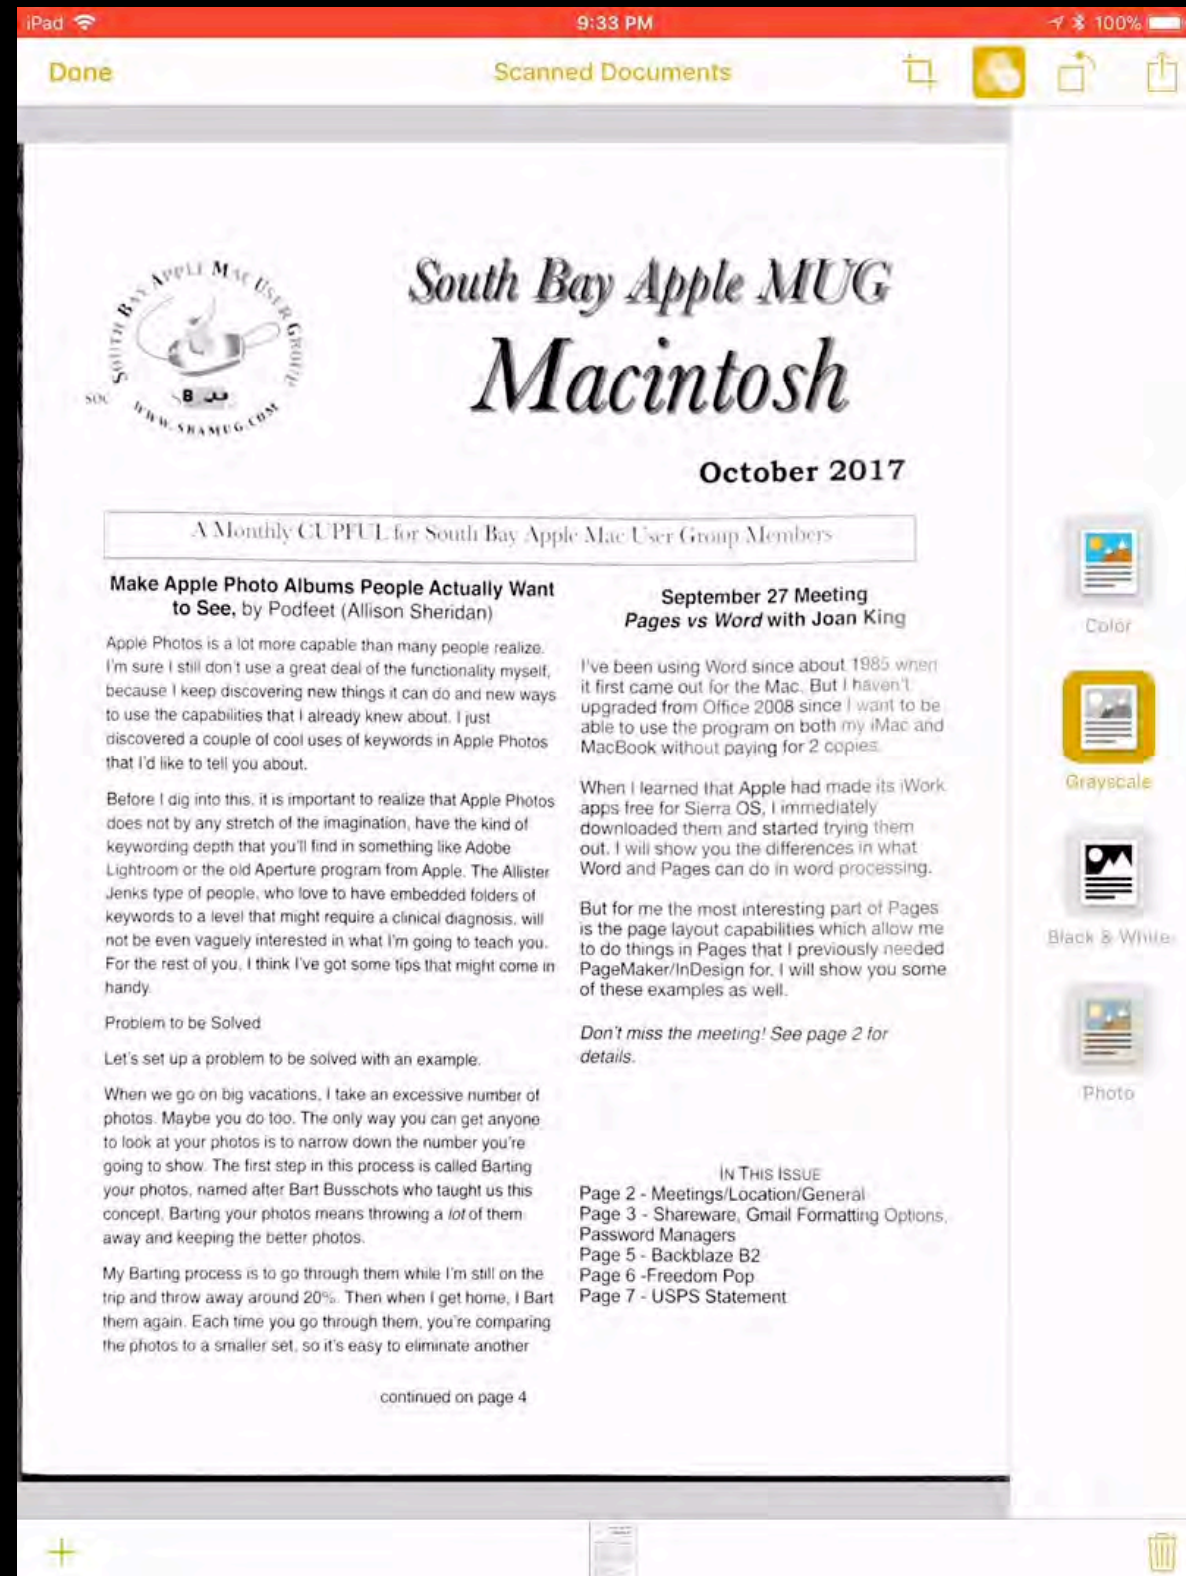 iPad
9:33 PM
100%
Done
Scanned Documents
SOUTH BAY APPLE MAC USER GROUP
WWW.SBAMUG.COM
South Bay Apple MUG
Macintosh
October 2017
A Monthly CUPFUL for South Bay Apple Mac User Group Members
Make Apple Photo Albums People Actually Want
to See, by Podfeet (Allison Sheridan)
Apple Photos is a lot more capable than many people realize.
I'm sure I still don't use a great deal of the functionality myself,
because I keep discovering new things it can do and new ways
to use the capabilities that I already knew about. I just
discovered a couple of cool uses of keywords in Apple Photos
that I'd like to tell you about.
Before I dig into this, it is important to realize that Apple Photos
does not by any stretch of the imagination, have the kind of
keywording depth that you'll find in something like Adobe
Lightroom or the old Aperture program from Apple. The Allister
Jenks type of people, who love to have embedded folders of
keywords to a level that might require a clinical diagnosis, will
not be even vaguely interested in what I'm going to teach you.
For the rest of you, I think I've got some tips that might come in
handy.
Problem to be Solved
Let's set up a problem to be solved with an example.
When we go on big vacations, I take an excessive number of
photos. Maybe you do too. The only way you can get anyone
to look at your photos is to narrow down the number you're
going to show. The first step in this process is called Barting
your photos, named after Bart Busschots who taught us this
concept. Barting your photos means throwing a lot of them
away and keeping the better photos.
My Barting process is to go through them while I'm still on the
trip and throw away around 20%. Then when I get home, I Bart
them again. Each time you go through them, you're comparing
the photos to a smaller set, so it's easy to eliminate another
continued on page 4
September 27 Meeting
Pages vs Word with Joan King
I've been using Word since about 1985 when
it first came out for the Mac. But I haven't
upgraded from Office 2008 since I want to be
able to use the program on both my iMac and
MacBook without paying for 2 copies.
When I learned that Apple had made its iWork
apps free for Sierra OS, I immediately
downloaded them and started trying them
out. I will show you the differences in what
Word and Pages can do in word processing.
But for me the most interesting part of Pages
is the page layout capabilities which allow me
to do things in Pages that I previously needed
PageMaker/InDesign for. I will show you some
of these examples as well.
Don't miss the meeting! See page 2 for
details.
IN THIS ISSUE
Page 2 - Meetings/Location/General
Page 3 - Shareware, Gmail Formatting Options,
Password Managers
Page 5 - Backblaze B2
Page 6 -Freedom Pop
Page 7 - USPS Statement
Color
Grayscale
Black & White
Photo